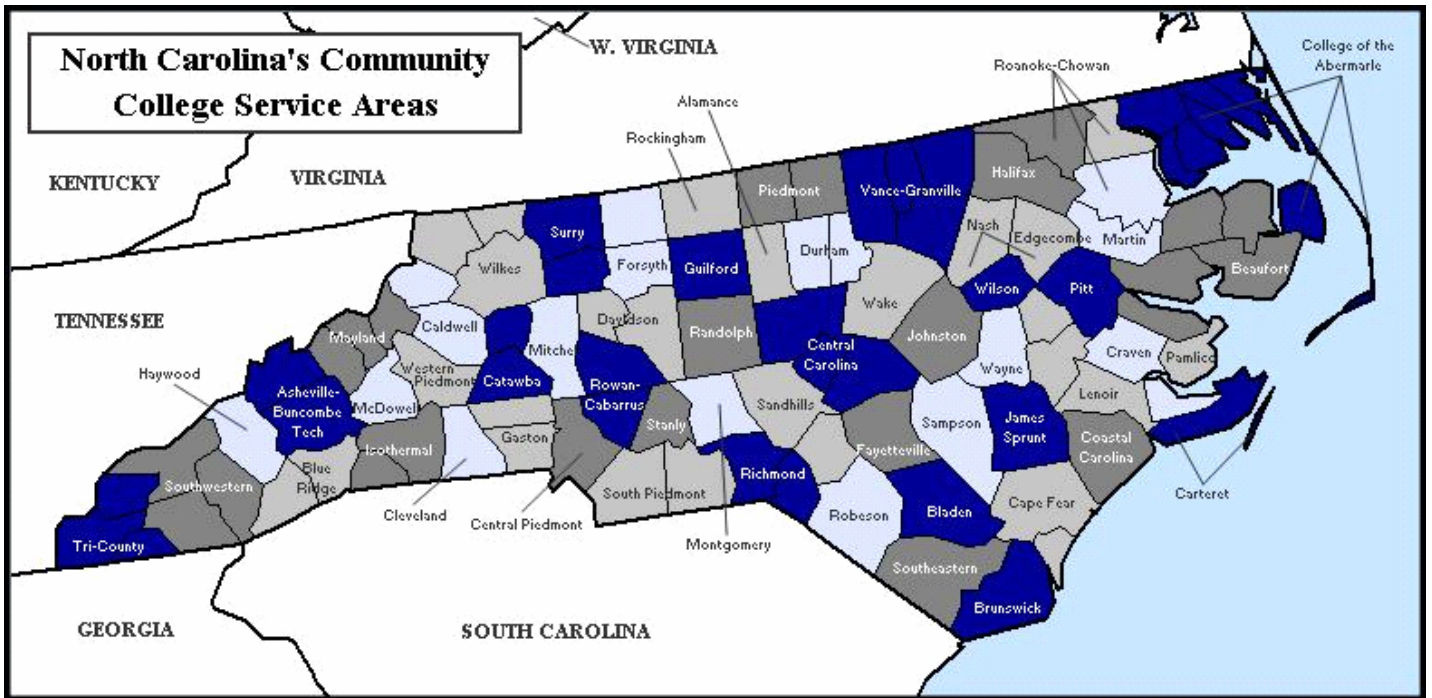 North Carolina's Community
College Service Areas
W. VIRGINIA
College of the
Abermarle
Roanoke-Chowan
Alamance
Rockingham
KENTUCKY
VIRGINIA
Piedmont
Vance-Granville
Halifax
Surry
Nash
Edgecombe
Martin
Durham
Wilkes
Forsyth
Guilford
Beaufort
Wilson
Pitt
Wake
TENNESSEE
Caldwell
Davidson
Randolph
Johnston
Mayland
Mitchel
Central
Carolina
Craven
Pamlico
Haywood
Western
Piedmont
Catawba
Wayne
Asheville-
Buncombe
Tech
McDowel
Rowan-
Cabarrus
Sandhills
Lenoir
Stanly
Sampson
James
Sprunt
Coastal
Carolina
Isothermal
Gaston
Fayetteville
Blue
Ridge
Southwestern
Richmond
South Piedmont
Carteret
Cleveland
Central Piedmont
Cape Fear
Robeson
Bladen
Montgomery
Tri-County
Southeastern
Brunswick
GEORGIA
SOUTH CAROLINA